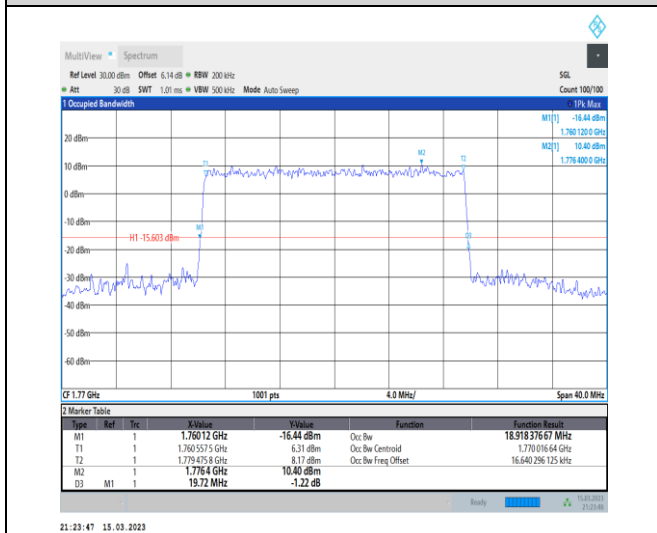 MultiView Spectrum
Ref Level 30.00 dBm Offset 6.14 dB RBW 200 kHz SGL
Att 30 dB SWT 1.01 ms VBW 500 kHz Mode Auto Sweep Count 100/100
1 Occupied Bandwidth 1Pk Max
M1[1] -16.44 dBm
1.760 120 0 GHz
20 dBm
M2[1] 10.40 dBm
1.776 400 0 GHz
M2
T1 T2
10 dBm
0 dBm
-10 dBm
M1
H1 -15.603 dBm
D3
-20 dBm
-30 dBm
-40 dBm
-50 dBm
-60 dBm
CF 1.77 GHz 1001 pts 4.0 MHz/ Span 40.0 MHz
2 Marker Table
Type Ref Trc X-Value Y-Value Function Function Result
M1 1 1.76012 GHz -16.44 dBm Occ Bw 18.918 376 67 MHz
T1 1 1.760 557 5 GHz 6.31 dBm Occ Bw Centroid 1.770 016 64 GHz
T2 1 1.779 475 8 GHz 8.17 dBm Occ Bw Freq Offset 16.640 296 125 kHz
M2 1 1.7764 GHz 10.40 dBm
D3 M1 1 19.72 MHz -1.22 dB
Ready 15.03.2023
21:23:46
21:23:47 15.03.2023